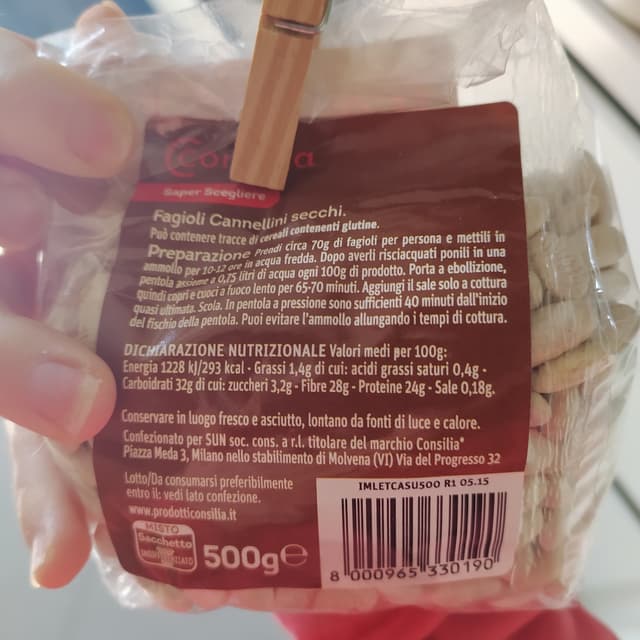 Super Scegliere
Fagioli Cannellini secchi.
Può contenere tracce di cereali contenenti glutine.
Preparazione Prendi circa 70g di fagioli per persona e mettili in
ammollo per 10-12 ore in acqua fredda. Dopo averli risciacquati ponili in una
pentola assieme a 0,75 litri di acqua ogni 100g di prodotto. Porta a ebollizione,
quindi copri e cuoci a fuoco lento per 65-70 minuti. Aggiungi il sale solo a cottura
quasi ultimata. Scola. In pentola a pressione sono sufficienti 40 minuti dall'inizio
del fischio della pentola. Puoi evitare l'ammollo allungando i tempi di cottura.
DICHIARAZIONE NUTRIZIONALE Valori medi per 100g:
Energia 1228 kJ/293 kcal - Grassi 1,4g di cui: acidi grassi saturi 0,4g -
Carboidrati 32g di cui: zuccheri 3,2g - Fibre 28g - Proteine 24g - Sale 0,18g.
Conservare in luogo fresco e asciutto, lontano da fonti di luce e calore.
Confezionato per SUN soc. cons. a r.l. titolare del marchio Consilia®
Piazza Meda 3, Milano nello stabilimento di Molvena (VI) Via del Progresso 32
Lotto/Da consumarsi preferibilmente
entro il: vedi lato confezione.
www.prodotticonsilia.it
MISTO
Sacchetto
500g℮
IMLETCASU500 R1 05.15
8 000965 330190